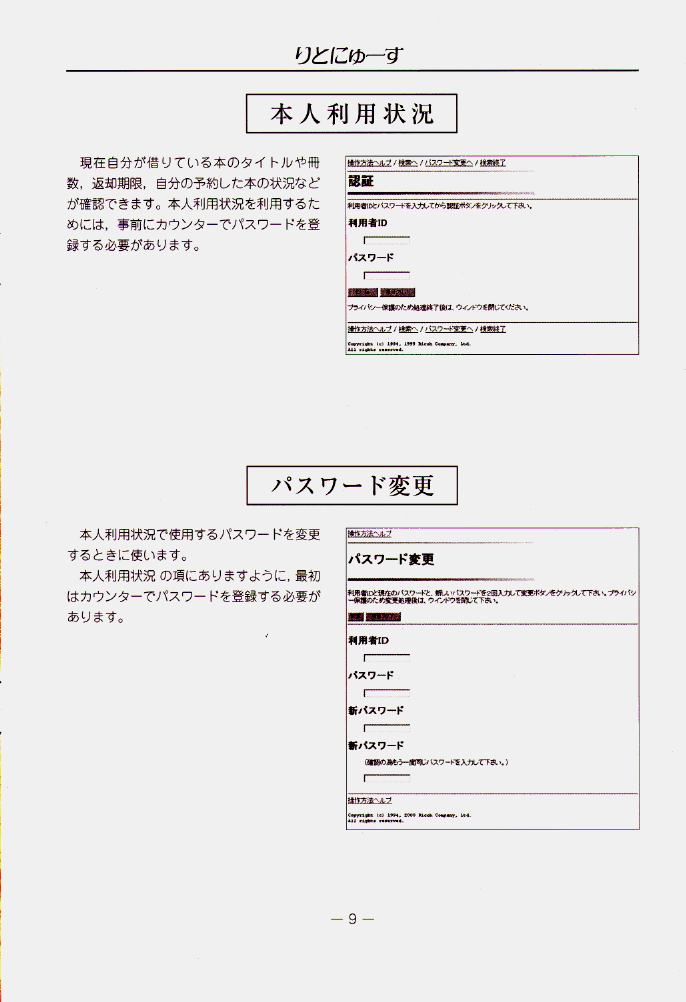 りとにゅーす
本人利用状況
現在自分が借りている本のタイトルや冊
数，返却期限，自分の予約した本の状況など
が確認できます。本人利用状況を利用するた
めには，事前にカウンターでパスワードを登
録する必要があります。
操作方法ヘルプ / 検索へ / パスワード変更へ / 検索終了
認証
利用者IDとパスワードを入力してから認証ボタンをクリックして下さい。
利用者ID
パスワード
プライバシー保護のため処理終了後は、ウィンドウを閉じてください。
操作方法ヘルプ / 検索へ / パスワード変更へ / 検索終了
Copyright (c) 1994, 1999 Ricoh Company, Ltd.
All rights reserved.
パスワード変更
本人利用状況で使用するパスワードを変更
するときに使います。
本人利用状況 の項にありますように，最初
はカウンターでパスワードを登録する必要が
あります。
操作方法ヘルプ
パスワード変更
利用者IDと現在のパスワードと、新しいパスワードを2回入力して変更ボタンをクリックして下さい。プライバシ
ー保護のため変更処理後は、ウィンドウを閉じて下さい。
利用者ID
パスワード
新パスワード
新パスワード
(確認の為もう一度同じパスワードを入力して下さい。)
操作方法ヘルプ
Copyright (c) 1994, 2000 Ricoh Company, Ltd.
All rights reserved.
― 9 ―